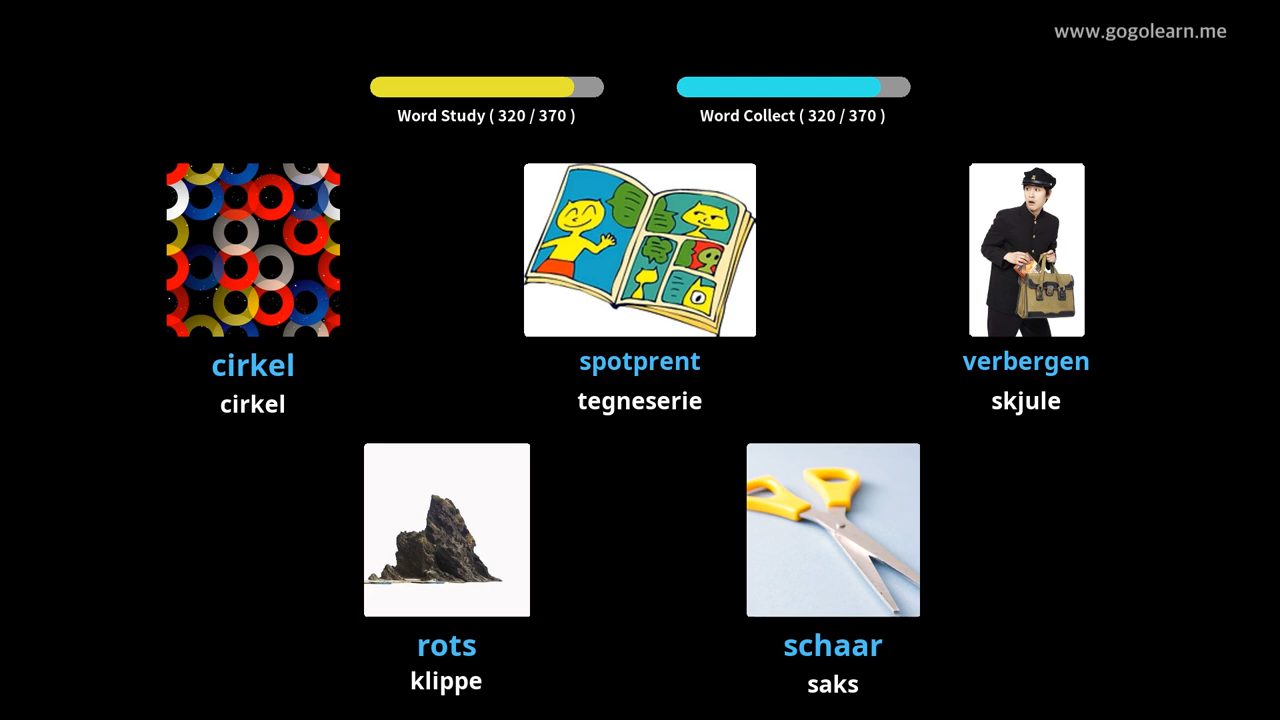 www.gogolearn.me
Word Study ( 320 / 370 )
Word Collect ( 320 / 370 )
cirkel
cirkel
spotprent
tegneserie
verbergen
skjule
rots
klippe
schaar
saks